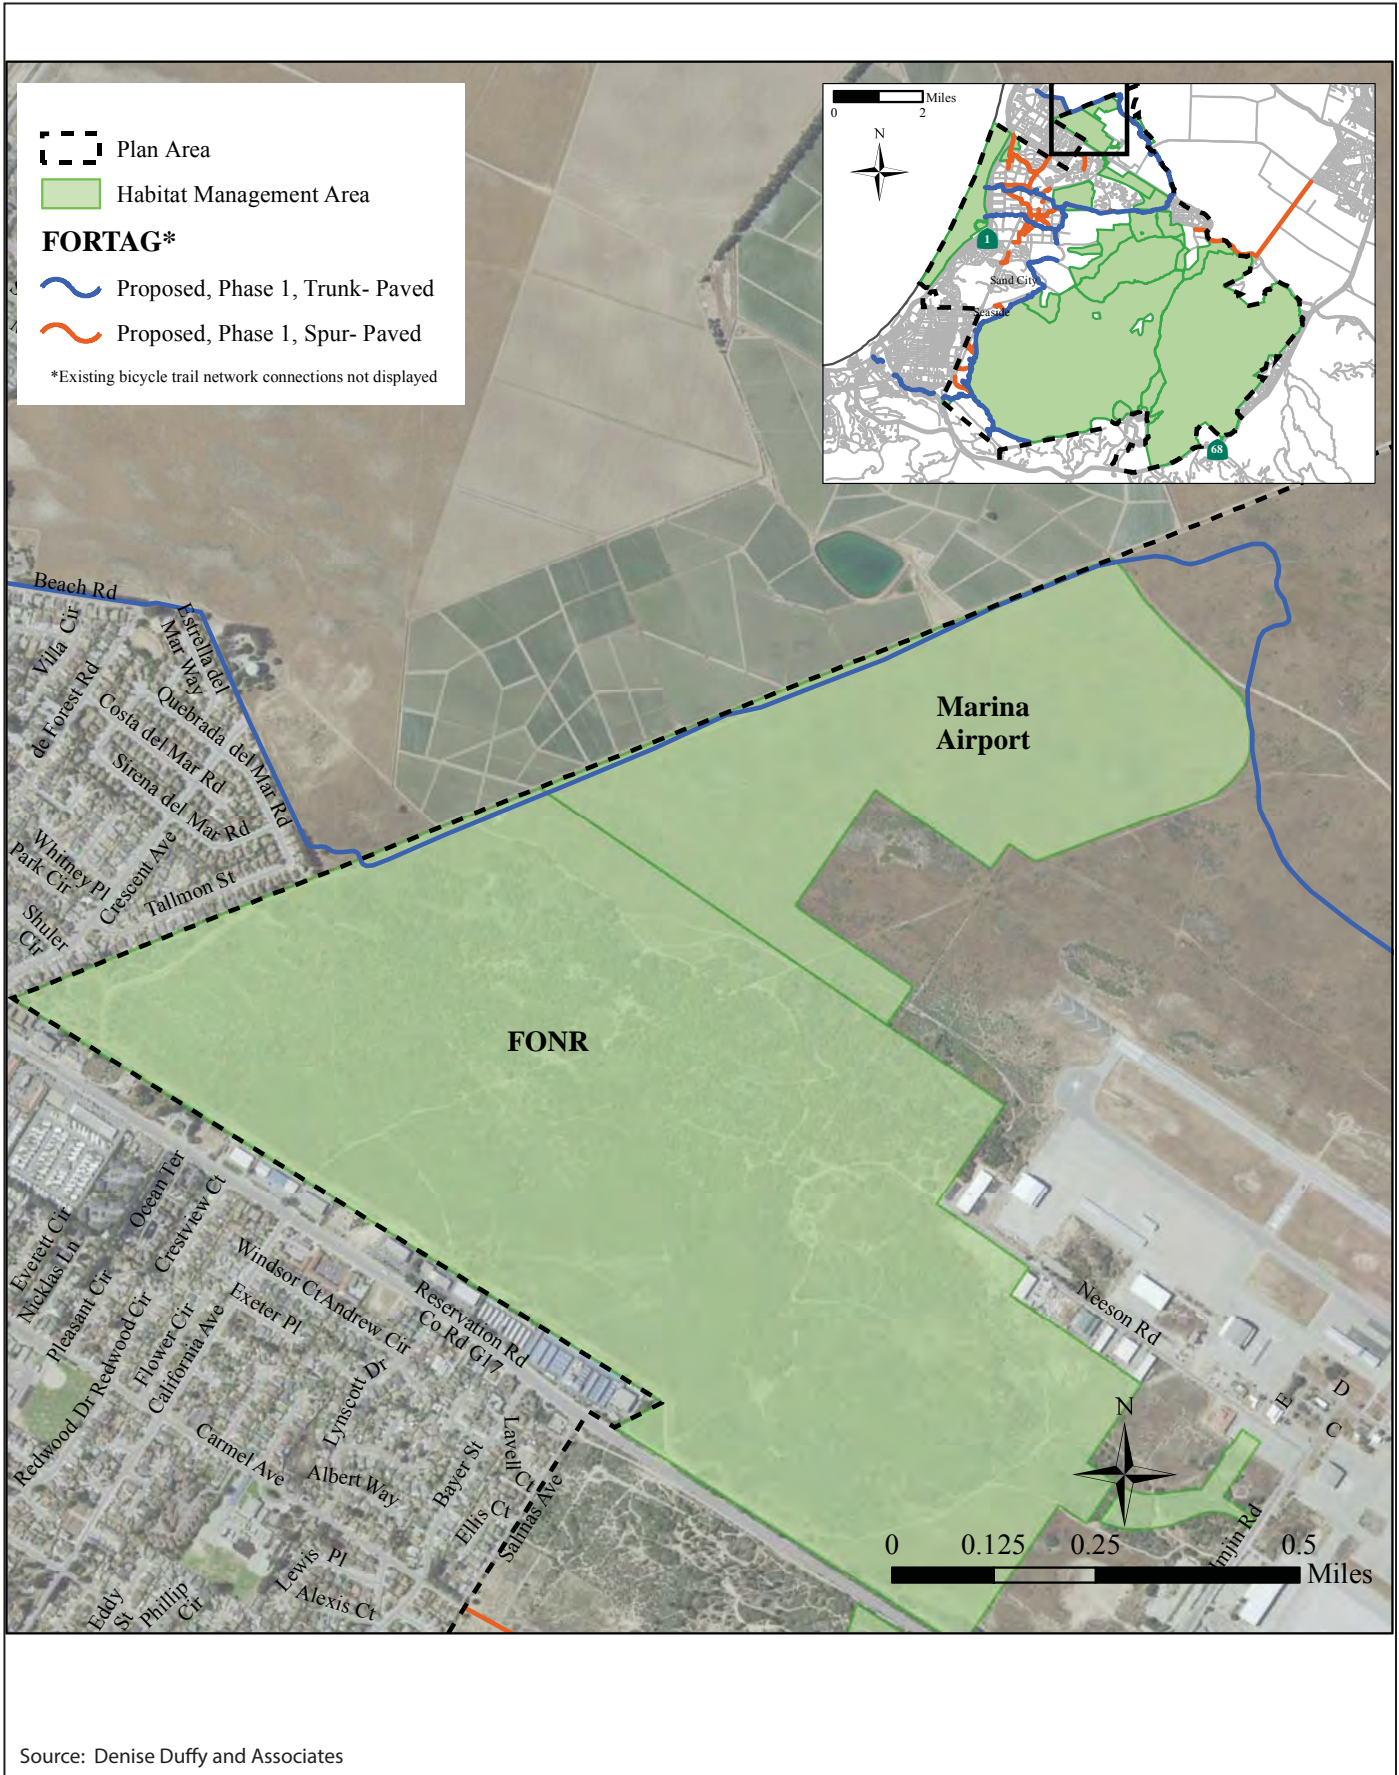 Plan Area
Habitat Management Area
FORTAG*
Proposed, Phase 1, Trunk- Paved
Proposed, Phase 1, Spur- Paved
*Existing bicycle trail network connections not displayed
Miles
0
2
N
1
Sand City
Seaside
68
Beach Rd
Villa Cir
de Forest Rd
Estrella del
Mar Way
Quebrada del Mar Rd
Costa del Mar Rd
Sirena del Mar Rd
Whitney Pl
Park Cir
Crescent Ave
Tallmon St
Shuler
Cir
Marina
Airport
FONR
Ocean Ter
Crestview Ct
Everett Cir
Nicklas Ln
Pleasant Cir
Redwood Cir
Flower Cir
California Ave
Redwood Dr
Windsor Ct
Andrew Cir
Exeter Pl
Reservation Rd
Co Rd G17
Lynscott Dr
Carmel Ave
Albert Way
Bayer St
Lavell Ct
Ellis Ct
Salinas Ave
Lewis Pl
Alexis Ct
Eddy
St
Phillip
Cir
Neeson Rd
E
D
C
Imjin Rd
N
0
0.125
0.25
0.5
Miles
Source: Denise Duffy and Associates